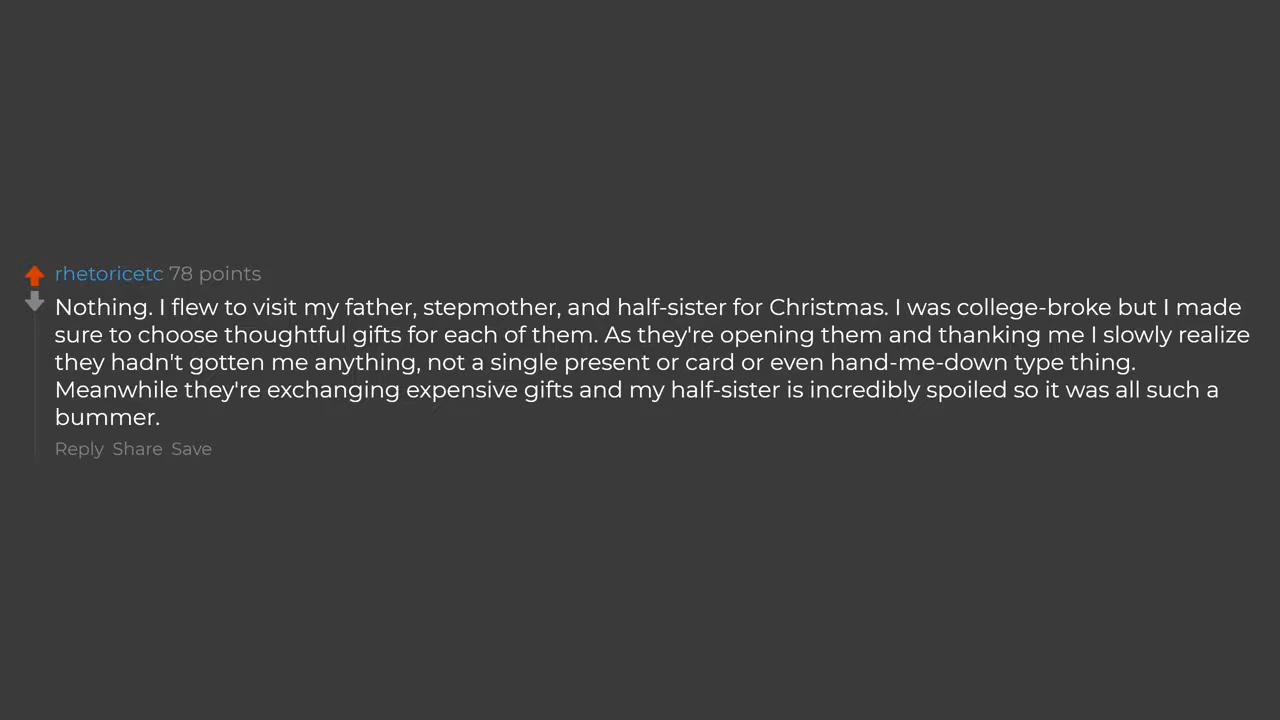 rhetoricetc 78 points
Nothing. I flew to visit my father, stepmother, and half-sister for Christmas. I was college-broke but I made
sure to choose thoughtful gifts for each of them. As they're opening them and thanking me I slowly realize
they hadn't gotten me anything, not a single present or card or even hand-me-down type thing.
Meanwhile they're exchanging expensive gifts and my half-sister is incredibly spoiled so it was all such a
bummer.
Reply Share Save